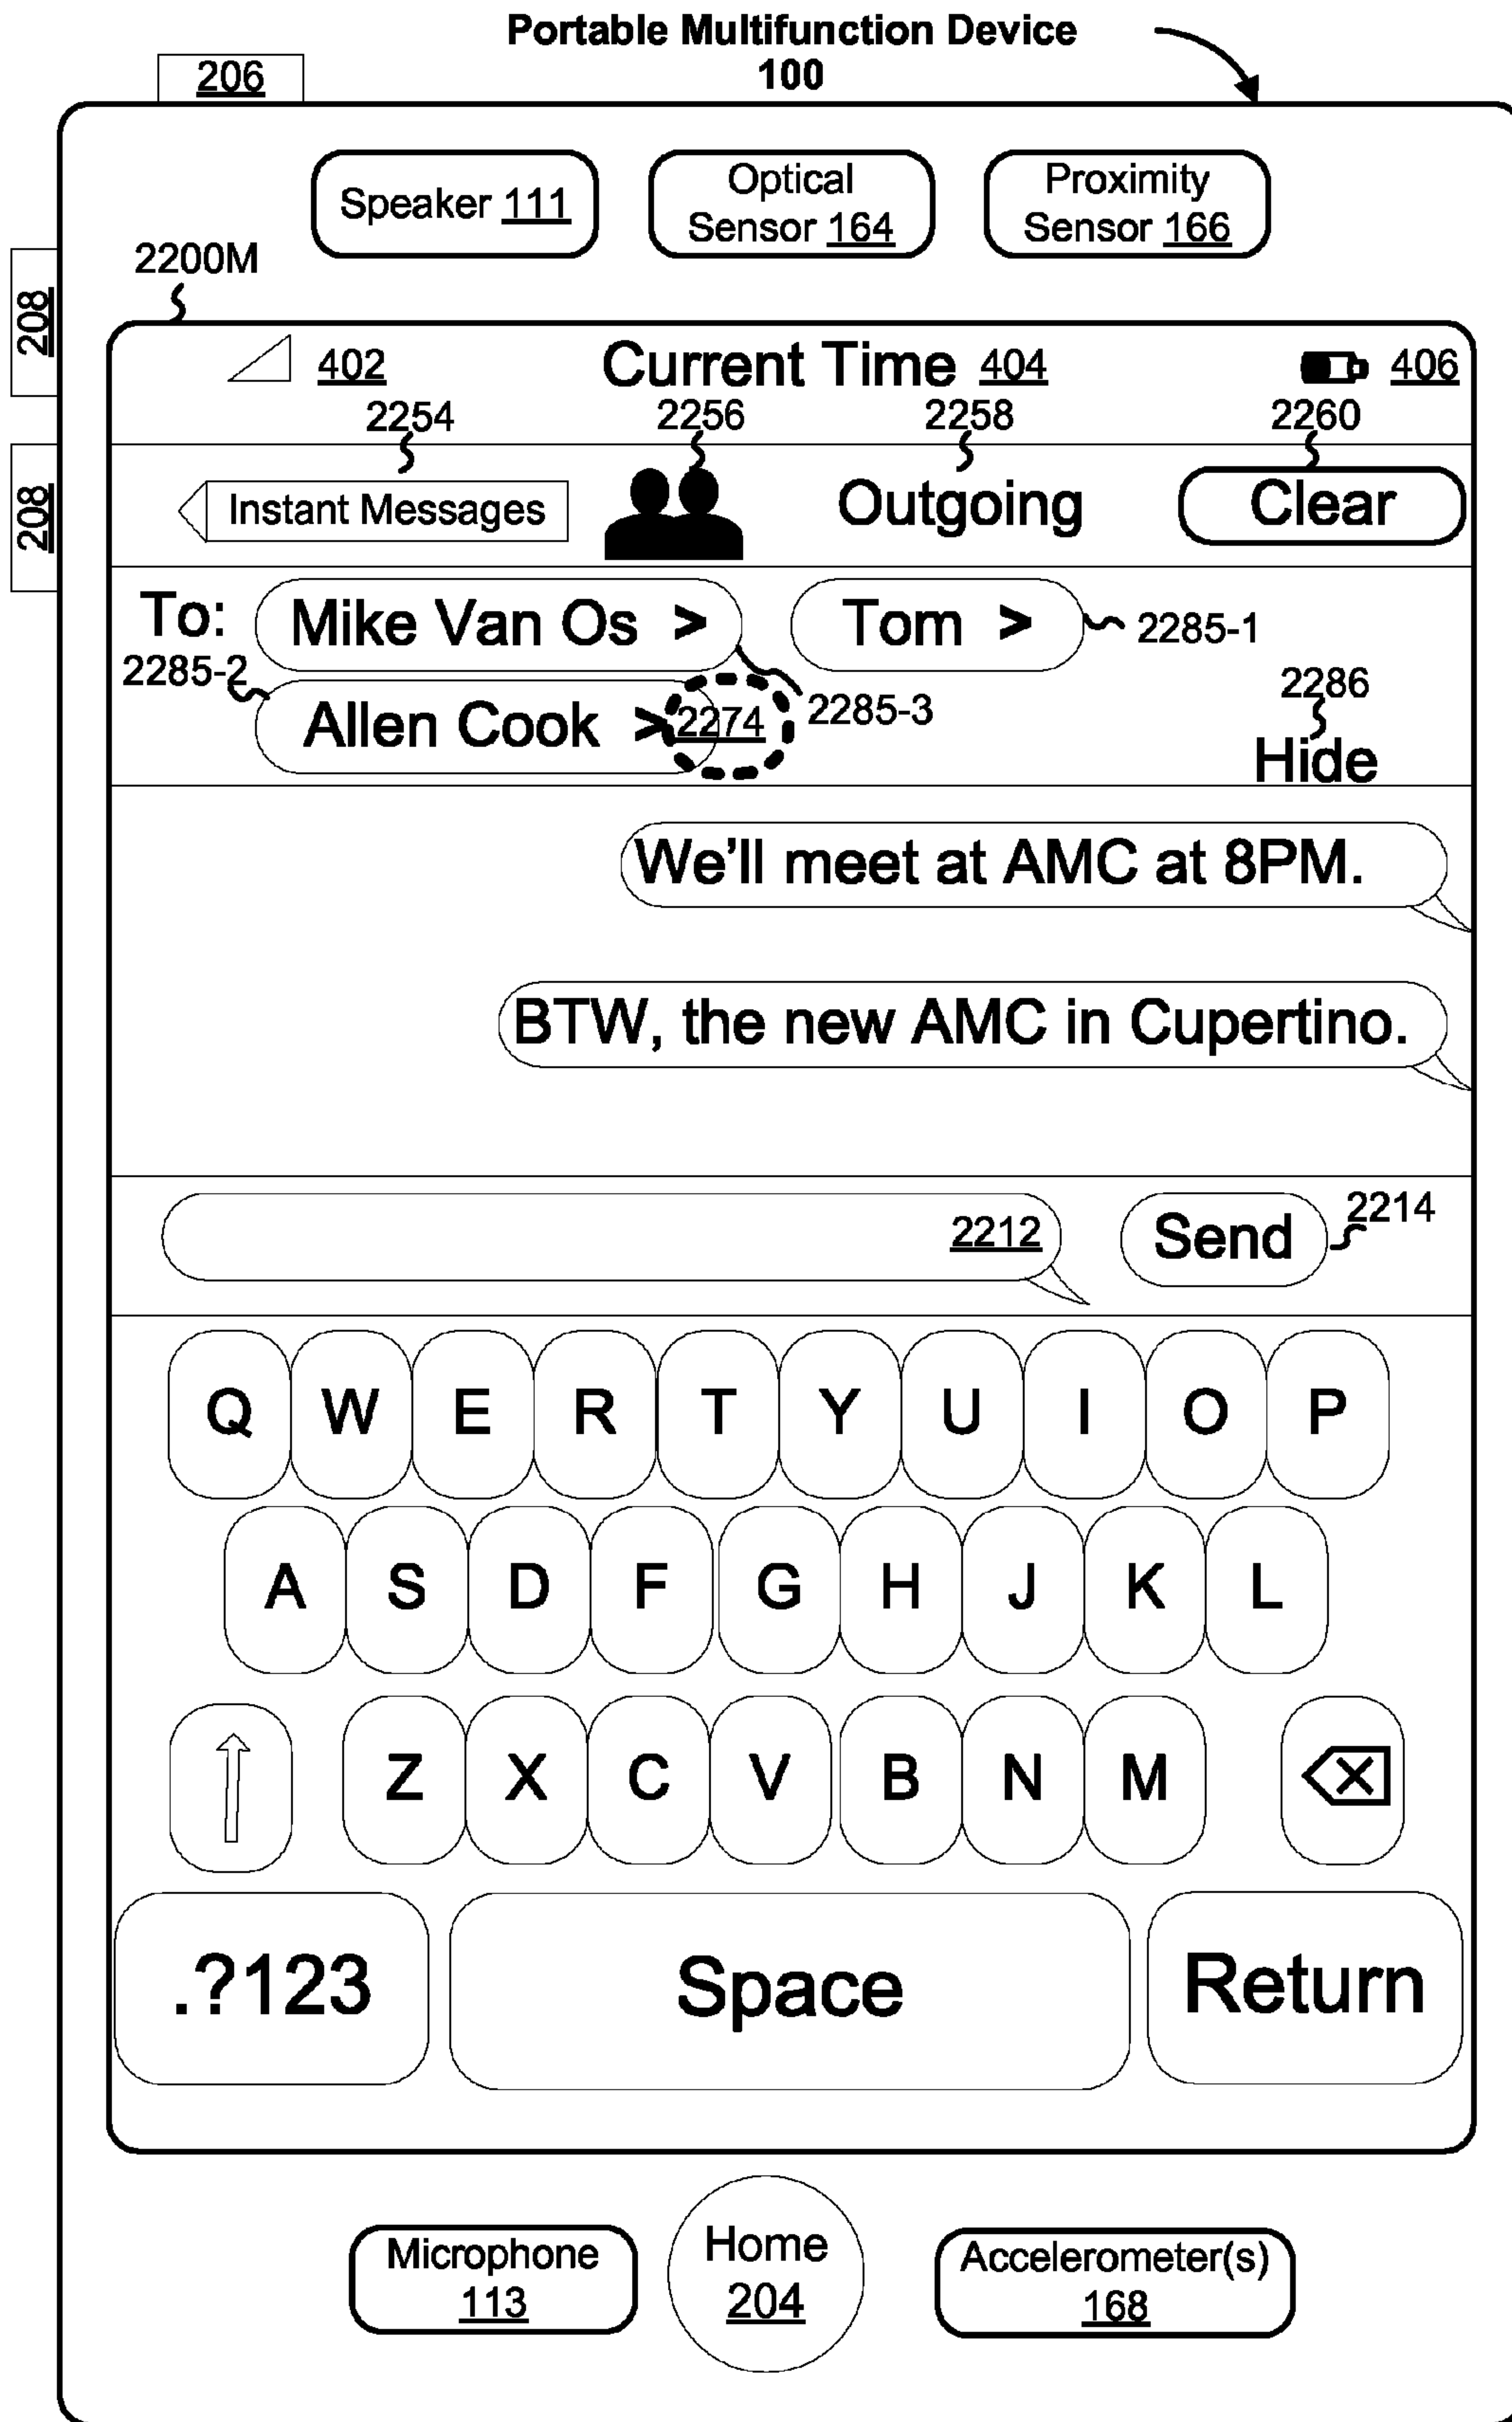 Portable Multifunction Device
100
206
Speaker 111
Optical
Sensor 164
Proximity
Sensor 166
2200M
208
402
Current Time 404
406
2254
2256
2258
2260
208
Instant Messages
Outgoing
Clear
To:
Mike Van Os >
Tom >
2285-1
2285-2
2286
Allen Cook >
2274
2285-3
Hide
We'll meet at AMC at 8PM.
BTW, the new AMC in Cupertino.
2212
Send
2214
Q W E R T Y U I O P
A S D F G H J K L
Z X C V B N M
.?123
Space
Return
Microphone
113
Home
204
Accelerometer(s)
168